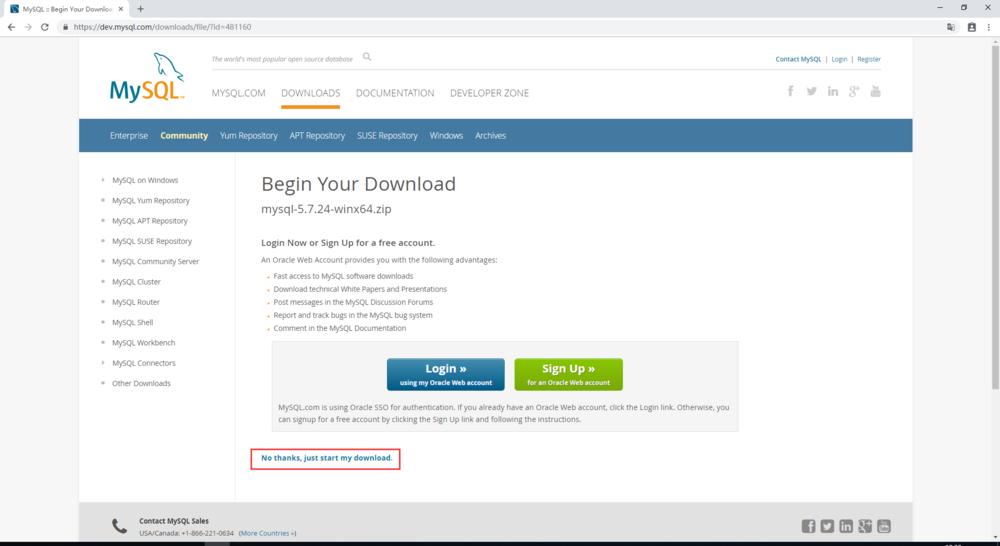 MySQL :: Begin Your Downloa
https://dev.mysql.com/downloads/file/?id=481160
MySQL
The world's most popular open source database
Contact MySQL | Login | Register
MYSQL.COM DOWNLOADS DOCUMENTATION DEVELOPER ZONE
Enterprise Community Yum Repository APT Repository SUSE Repository Windows Archives
MySQL on Windows
MySQL Yum Repository
MySQL APT Repository
MySQL SUSE Repository
MySQL Community Server
MySQL Cluster
MySQL Router
MySQL Shell
MySQL Workbench
MySQL Connectors
Other Downloads
Begin Your Download
mysql-5.7.24-winx64.zip
Login Now or Sign Up for a free account.
An Oracle Web Account provides you with the following advantages:
Fast access to MySQL software downloads
Download technical White Papers and Presentations
Post messages in the MySQL Discussion Forums
Report and track bugs in the MySQL bug system
Comment in the MySQL Documentation
Login »
using my Oracle Web account
Sign Up »
for an Oracle Web account
MySQL.com is using Oracle SSO for authentication. If you already have an Oracle Web account, click the Login link. Otherwise, you
can signup for a free account by clicking the Sign Up link and following the instructions.
No thanks, just start my download.
Contact MySQL Sales
USA/Canada: +1-866-221-0634 (More Countries »)